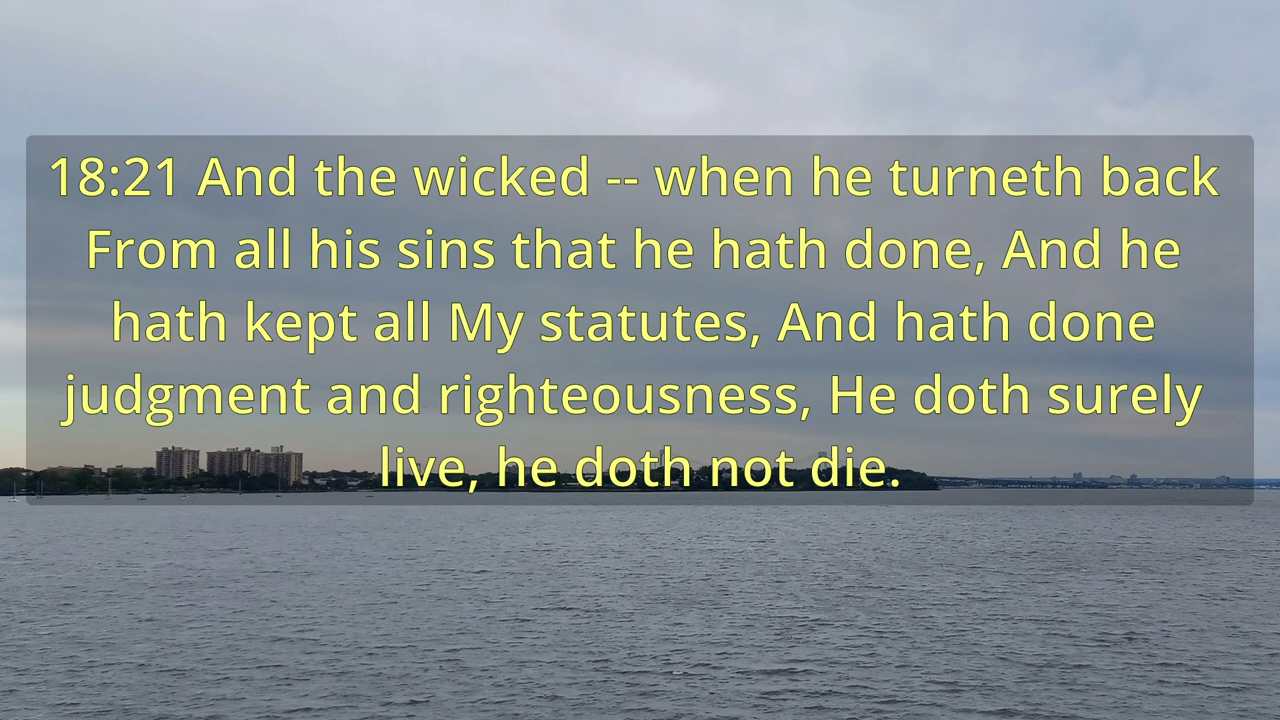 18:21 And the wicked -- when he turneth back
From all his sins that he hath done, And he
hath kept all My statutes, And hath done
judgment and righteousness, He doth surely
live, he doth not die.